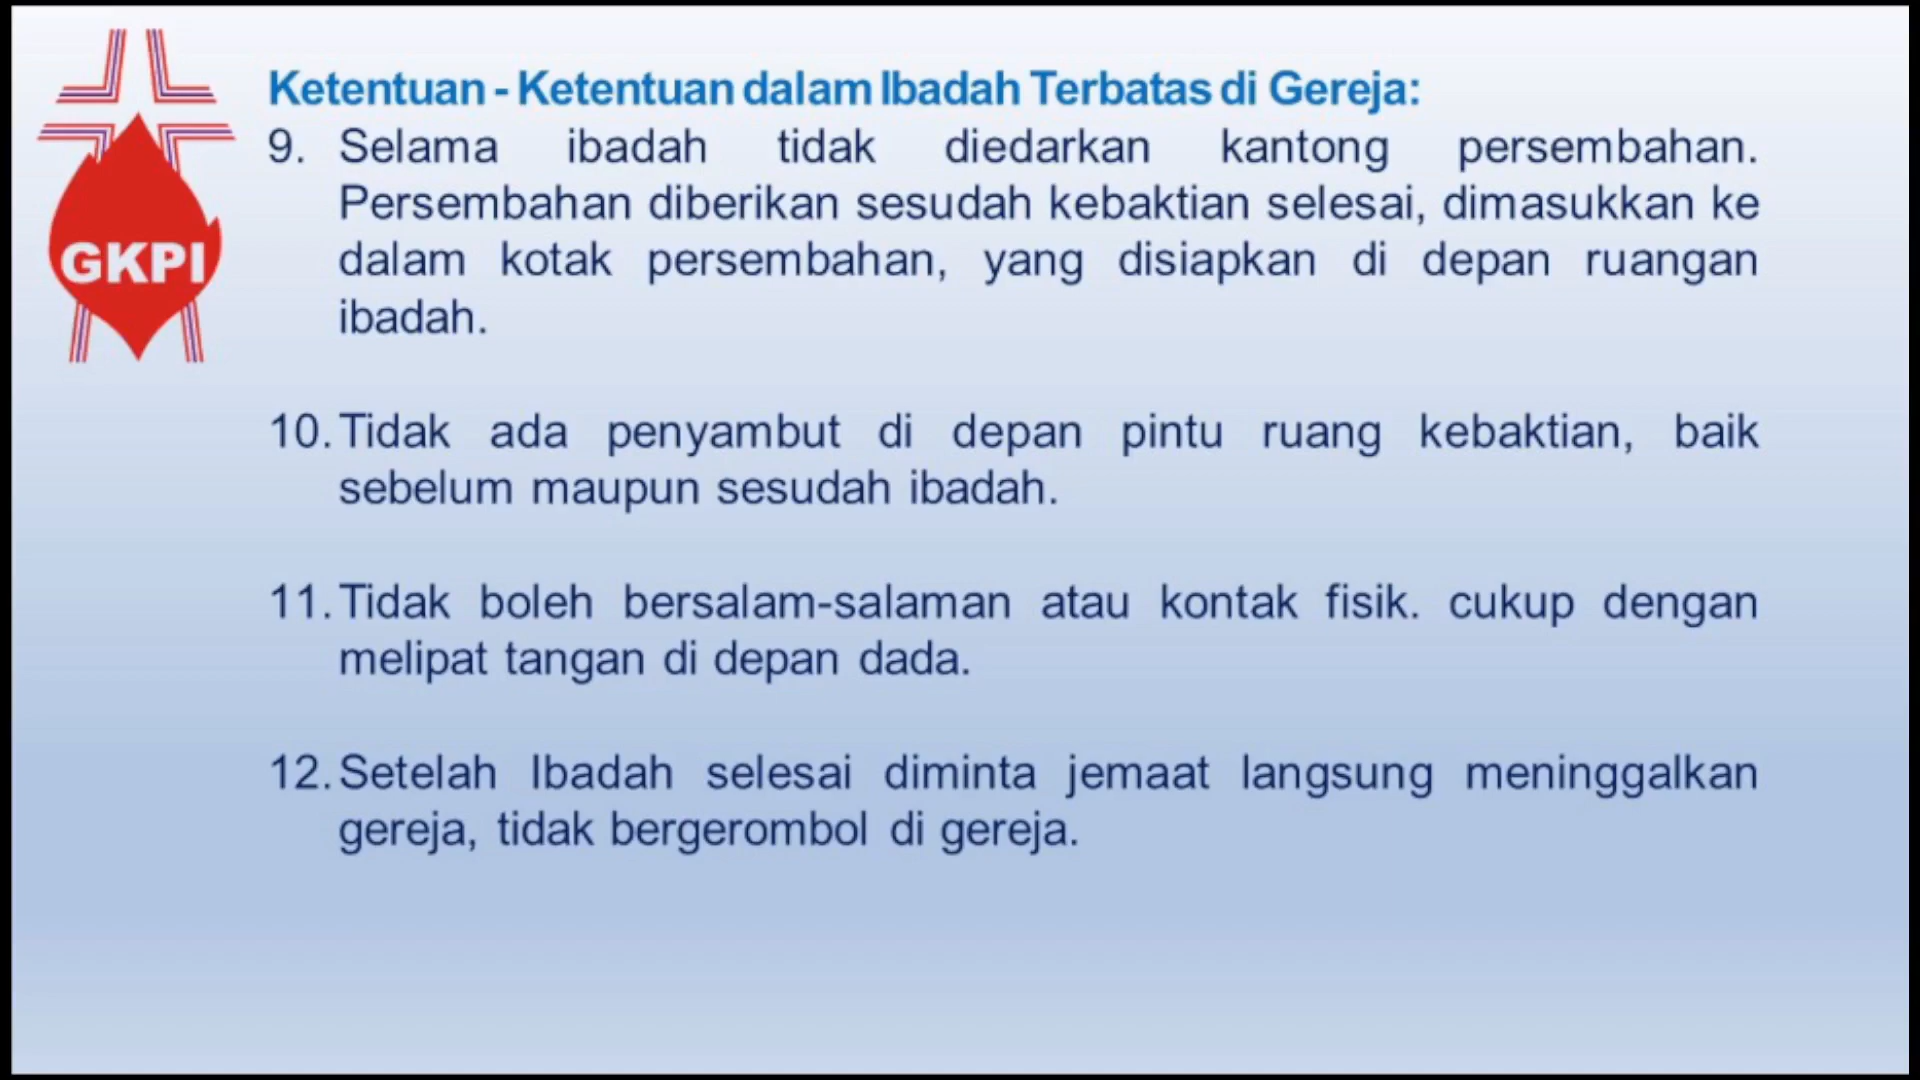 GKPI
Ketentuan - Ketentuan dalam Ibadah Terbatas di Gereja:
9. Selama ibadah tidak diedarkan kantong persembahan.
Persembahan diberikan sesudah kebaktian selesai, dimasukkan ke
dalam kotak persembahan, yang disiapkan di depan ruangan
ibadah.
10. Tidak ada penyambut di depan pintu ruang kebaktian, baik
sebelum maupun sesudah ibadah.
11. Tidak boleh bersalam-salaman atau kontak fisik. cukup dengan
melipat tangan di depan dada.
12. Setelah Ibadah selesai diminta jemaat langsung meninggalkan
gereja, tidak bergerombol di gereja.